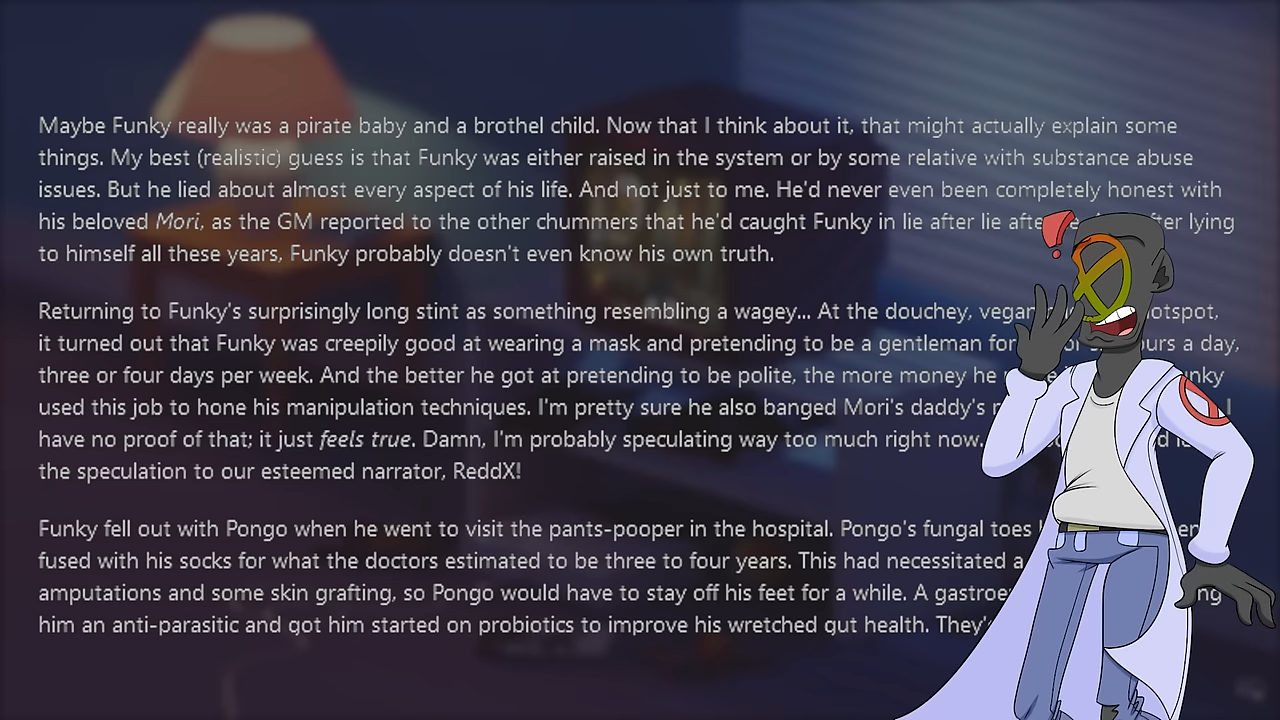 Maybe Funky really was a pirate baby and a brothel child. Now that I think about it, that might actually explain some
things. My best (realistic) guess is that Funky was either raised in the system or by some relative with substance abuse
issues. But he lied about almost every aspect of his life. And not just to me. He'd never even been completely honest with
his beloved Mori, as the GM reported to the other chummers that he'd caught Funky in lie after lie after lying
to himself all these years, Funky probably doesn't even know his own truth.
Returning to Funky's surprisingly long stint as something resembling a wagey... At the douchey, vegan hotspot,
it turned out that Funky was creepily good at wearing a mask and pretending to be a gentleman for hours a day,
three or four days per week. And the better he got at pretending to be polite, the more money he Funky
used this job to hone his manipulation techniques. I'm pretty sure he also banged Mori's daddy's I
have no proof of that; it just feels true. Damn, I'm probably speculating way too much right now.
the speculation to our esteemed narrator, ReddX!
Funky fell out with Pongo when he went to visit the pants-pooper in the hospital. Pongo's fungal toes
fused with his socks for what the doctors estimated to be three to four years. This had necessitated a
amputations and some skin grafting, so Pongo would have to stay off his feet for a while. A
him an anti-parasitic and got him started on probiotics to improve his wretched gut health.